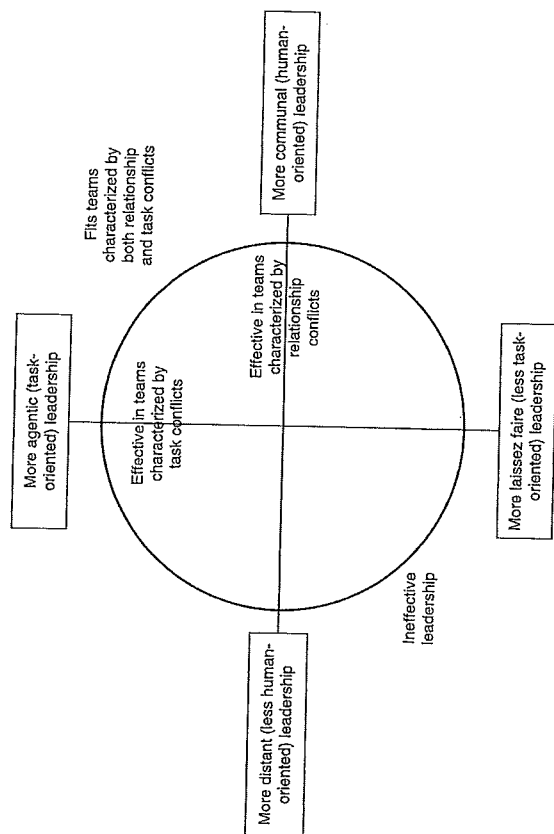 More agentic (task-
oriented) leadership
Fits teams
characterized by
both relationship
and task conflicts
Effective in teams
characterized by
task conflicts
More distant (less human-
oriented) leadership
Effective in teams
characterized by
relationship
conflicts
More communal (human-
oriented) leadership
Ineffective
leadership
More laissez faire (less task-
oriented) leadership